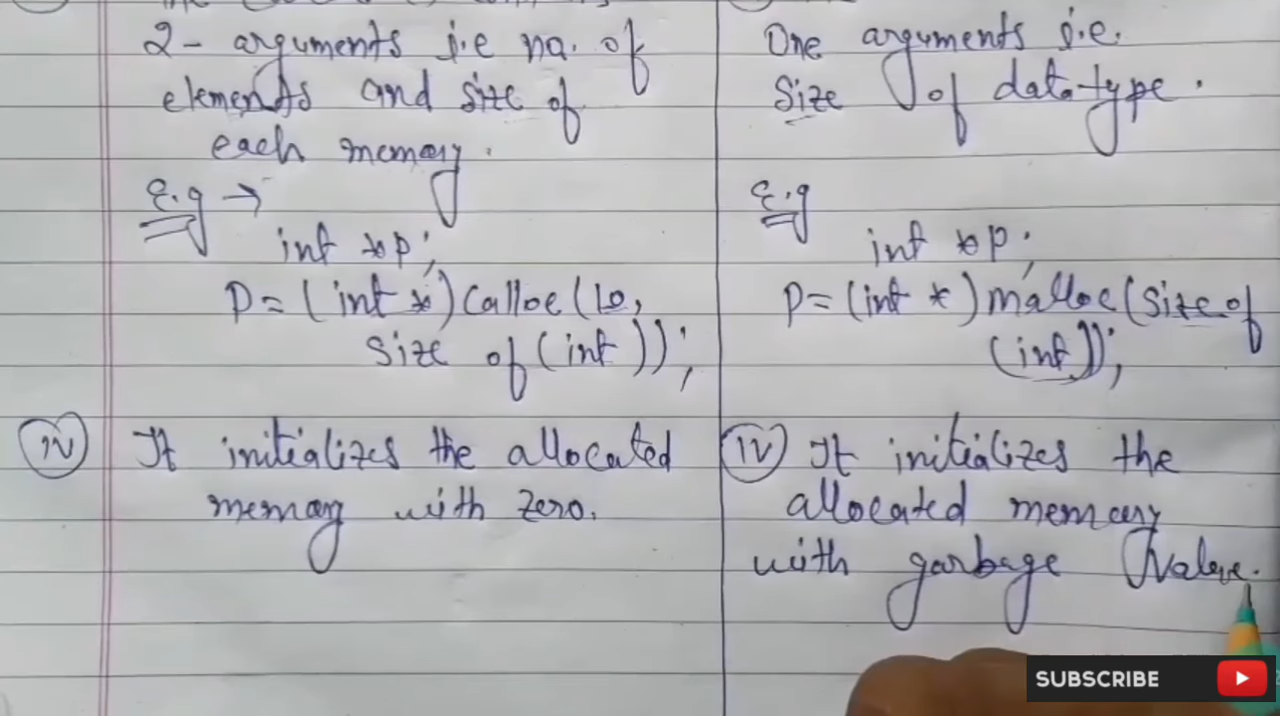 2- arguments i.e no. of
elements and size of
each memory.
E.g →
int *p;
P = (int *) Calloc(10,
size of (int));
(iv) It initializes the allocated
memory with zero.
One arguments i.e.
Size of datatype.
E.g
int *p;
P = (int *) malloc(size of
(int));
(iv) It initializes the
allocated memory
with garbage value.
SUBSCRIBE